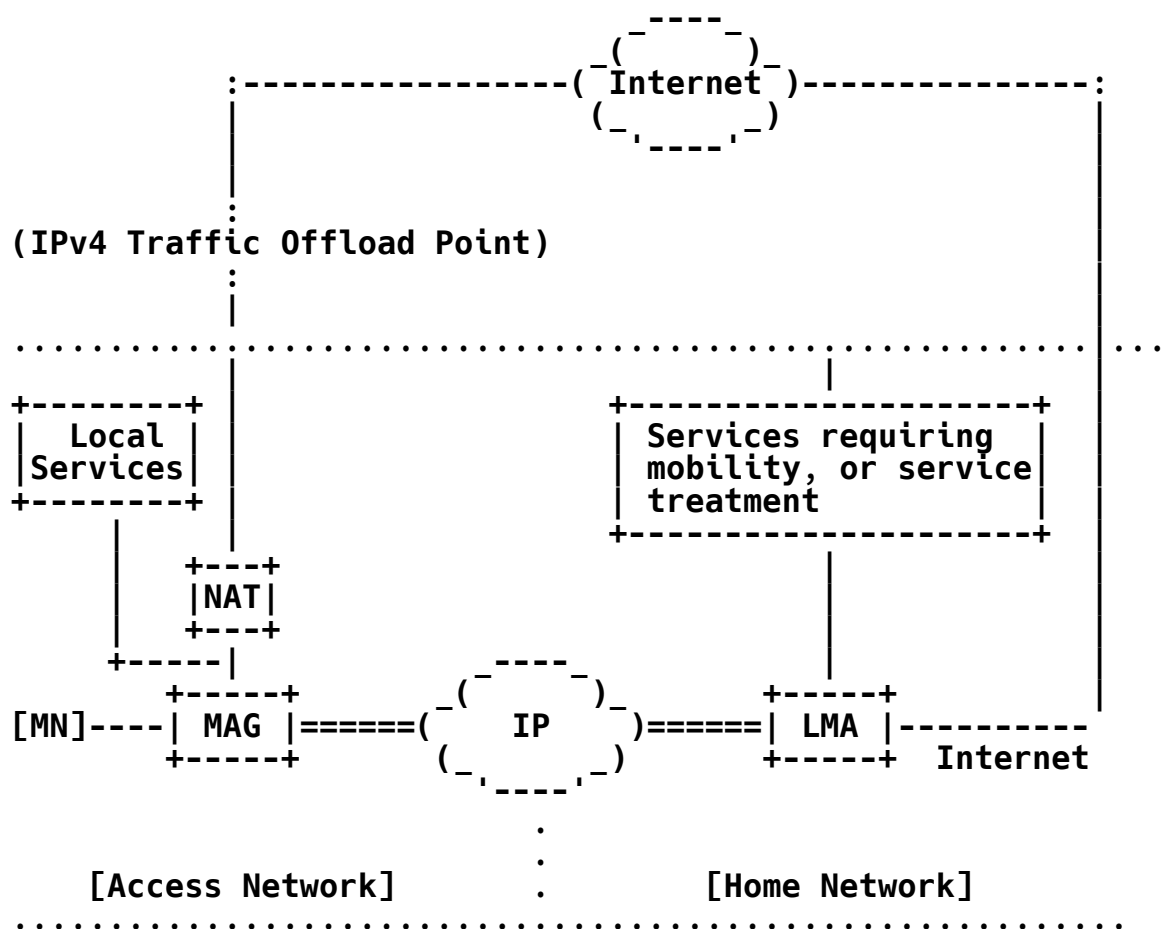 Internet
(IPv4 Traffic Offload Point)
Local
Services
Services requiring
mobility, or service
treatment
NAT
[MN] MAG IP LMA
Internet
[Access Network] [Home Network]